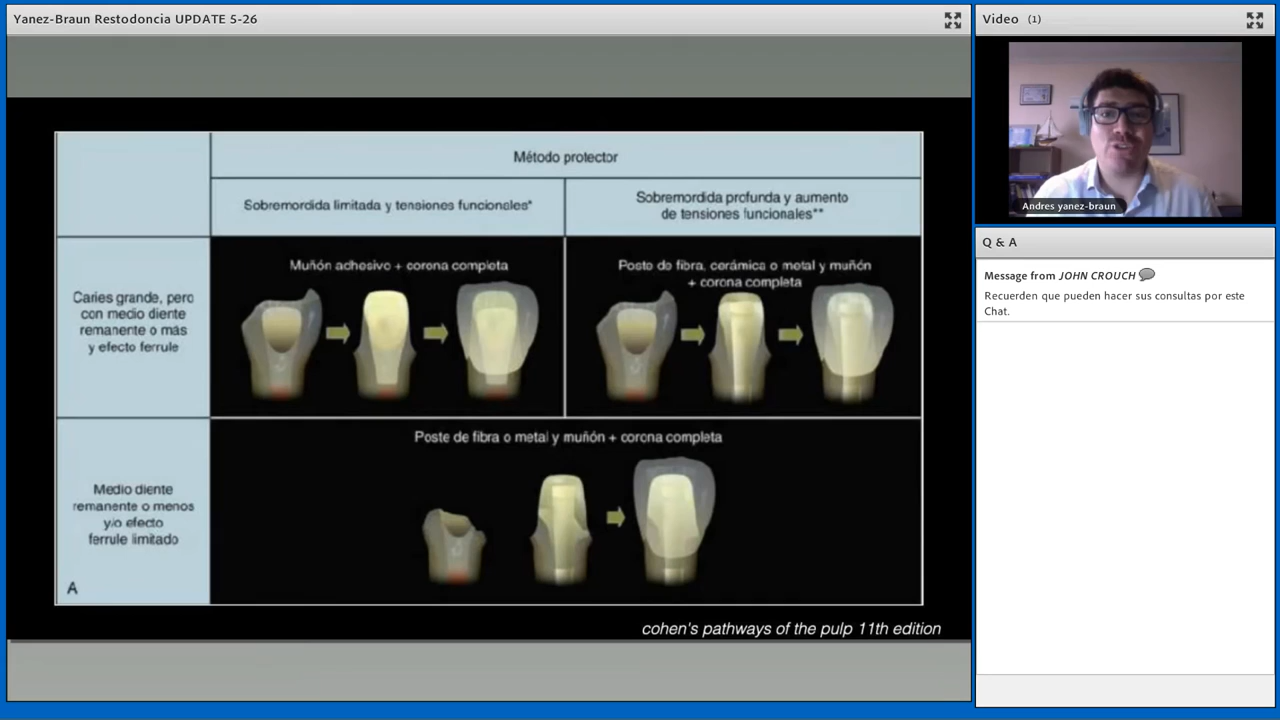 Yanez-Braun Restodoncia UPDATE 5-26
Método protector
Sobremordida limitada y tensiones funcionales*
Sobremordida profunda y aumento
de tensiones funcionales**
Caries grande, pero
con medio diente
remanente o más
y efecto ferrule
Muñón adhesivo + corona completa
Poste de fibra, cerámica o metal y muñón
+ corona completa
Medio diente
remanente o menos
y/o efecto
ferrule limitado
A
Poste de fibra o metal y muñón + corona completa
cohen's pathways of the pulp 11th edition
Video (1)
Andres yanez-braun
Q & A
Message from JOHN CROUCH
Recuerden que pueden hacer sus consultas por este
Chat.